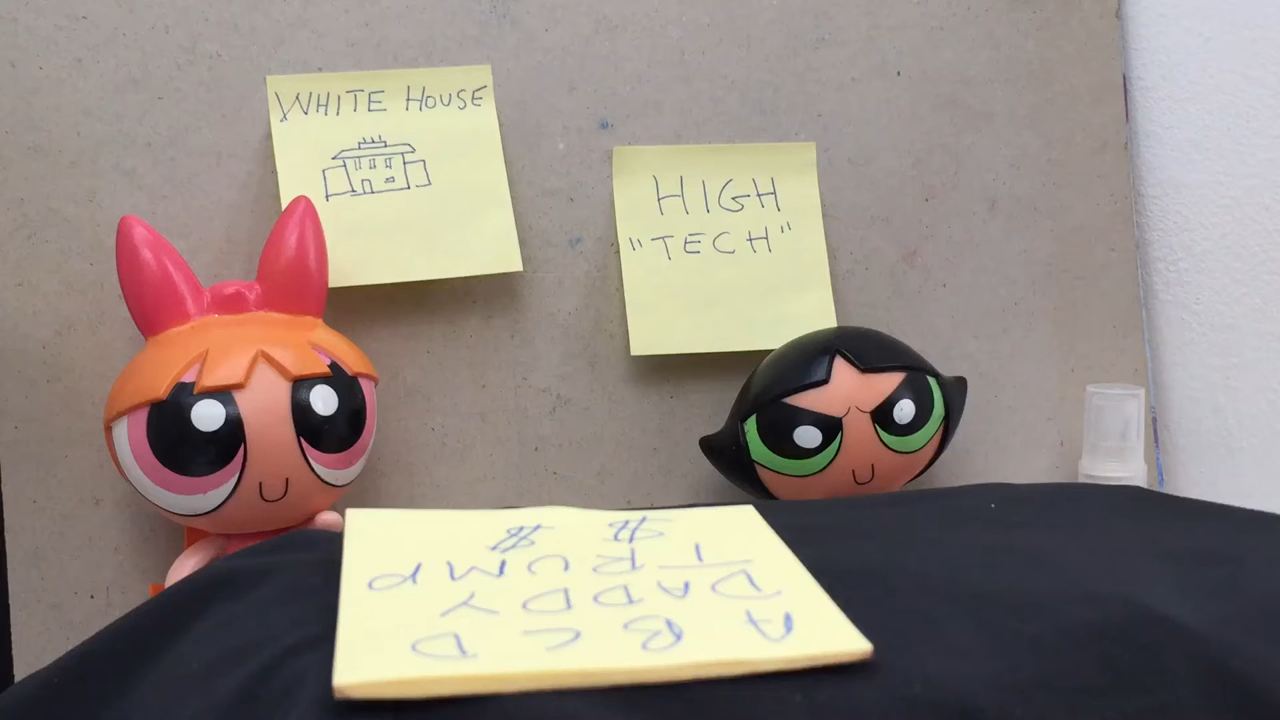 WHITE HOUSE
HIGH
"TECH"
A B C D
DADDY
TRUMP
$ $